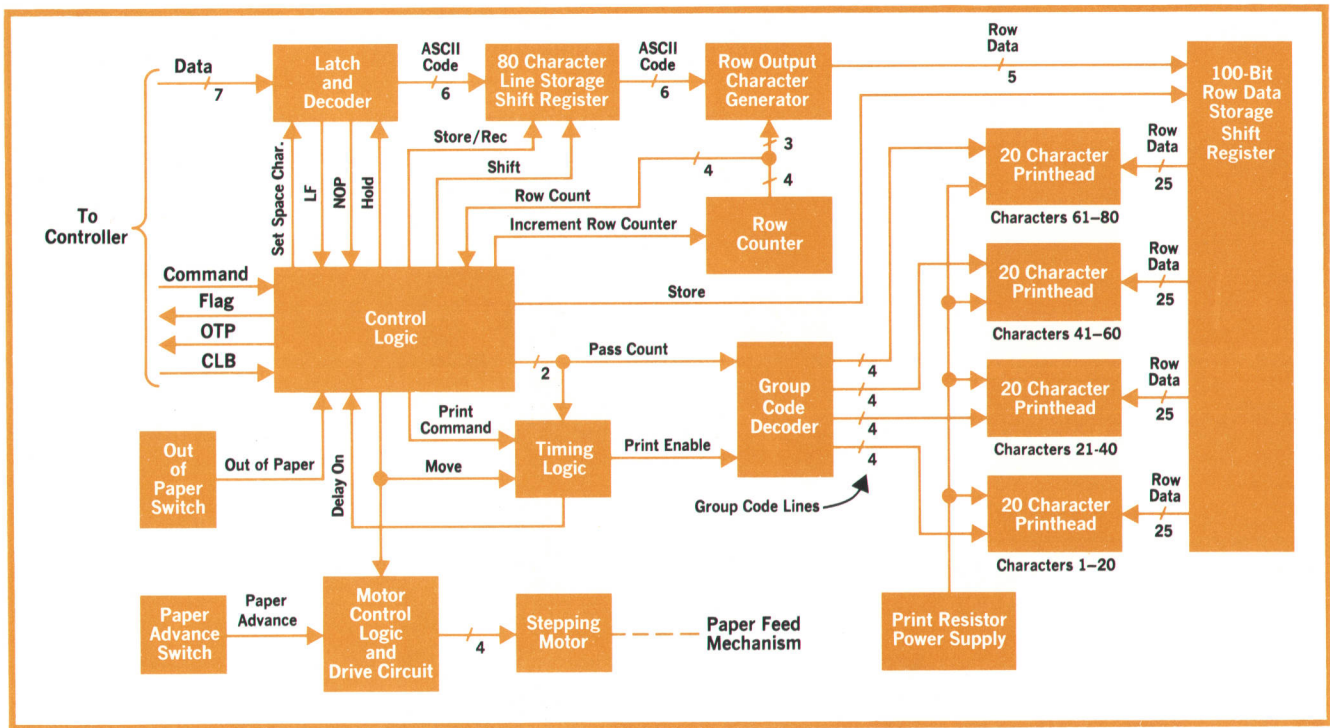 Data
7
Latch
and
Decoder
ASCII
Code
6
80 Character
Line Storage
Shift Register
ASCII
Code
6
Row Output
Character
Generator
Row
Data
5
100-Bit
Row Data
Storage
Shift
Register
To
Controller
Set Space Char.
LF
NOP
Hold
Store/Rec
Shift
Row Count
Increment Row Counter
4
3
4
Row
Counter
Command
Flag
OTP
CLB
Control
Logic
Store
2
Pass Count
Print
Command
Move
Delay On
Timing
Logic
Print Enable
Group
Code
Decoder
4
4
4
4
Group Code Lines
20 Character
Printhead
Characters 61–80
Row
Data
25
20 Character
Printhead
Characters 41–60
Row
Data
25
20 Character
Printhead
Characters 21-40
Row
Data
25
20 Character
Printhead
Characters 1–20
Row
Data
25
Out
of
Paper
Switch
Out of Paper
Paper
Advance
Switch
Paper
Advance
Motor
Control
Logic
and
Drive Circuit
4
Stepping
Motor
Paper Feed
Mechanism
Print Resistor
Power Supply